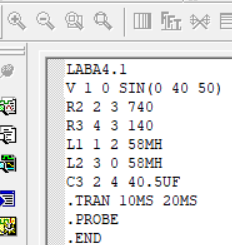 LABA4.1
V 1 0 SIN(0 40 50)
R2 2 3 740
R3 4 3 140
L1 1 2 58MH
L2 3 0 58MH
C3 2 4 40.5UF
.TRAN 10MS 20MS
.PROBE
.END